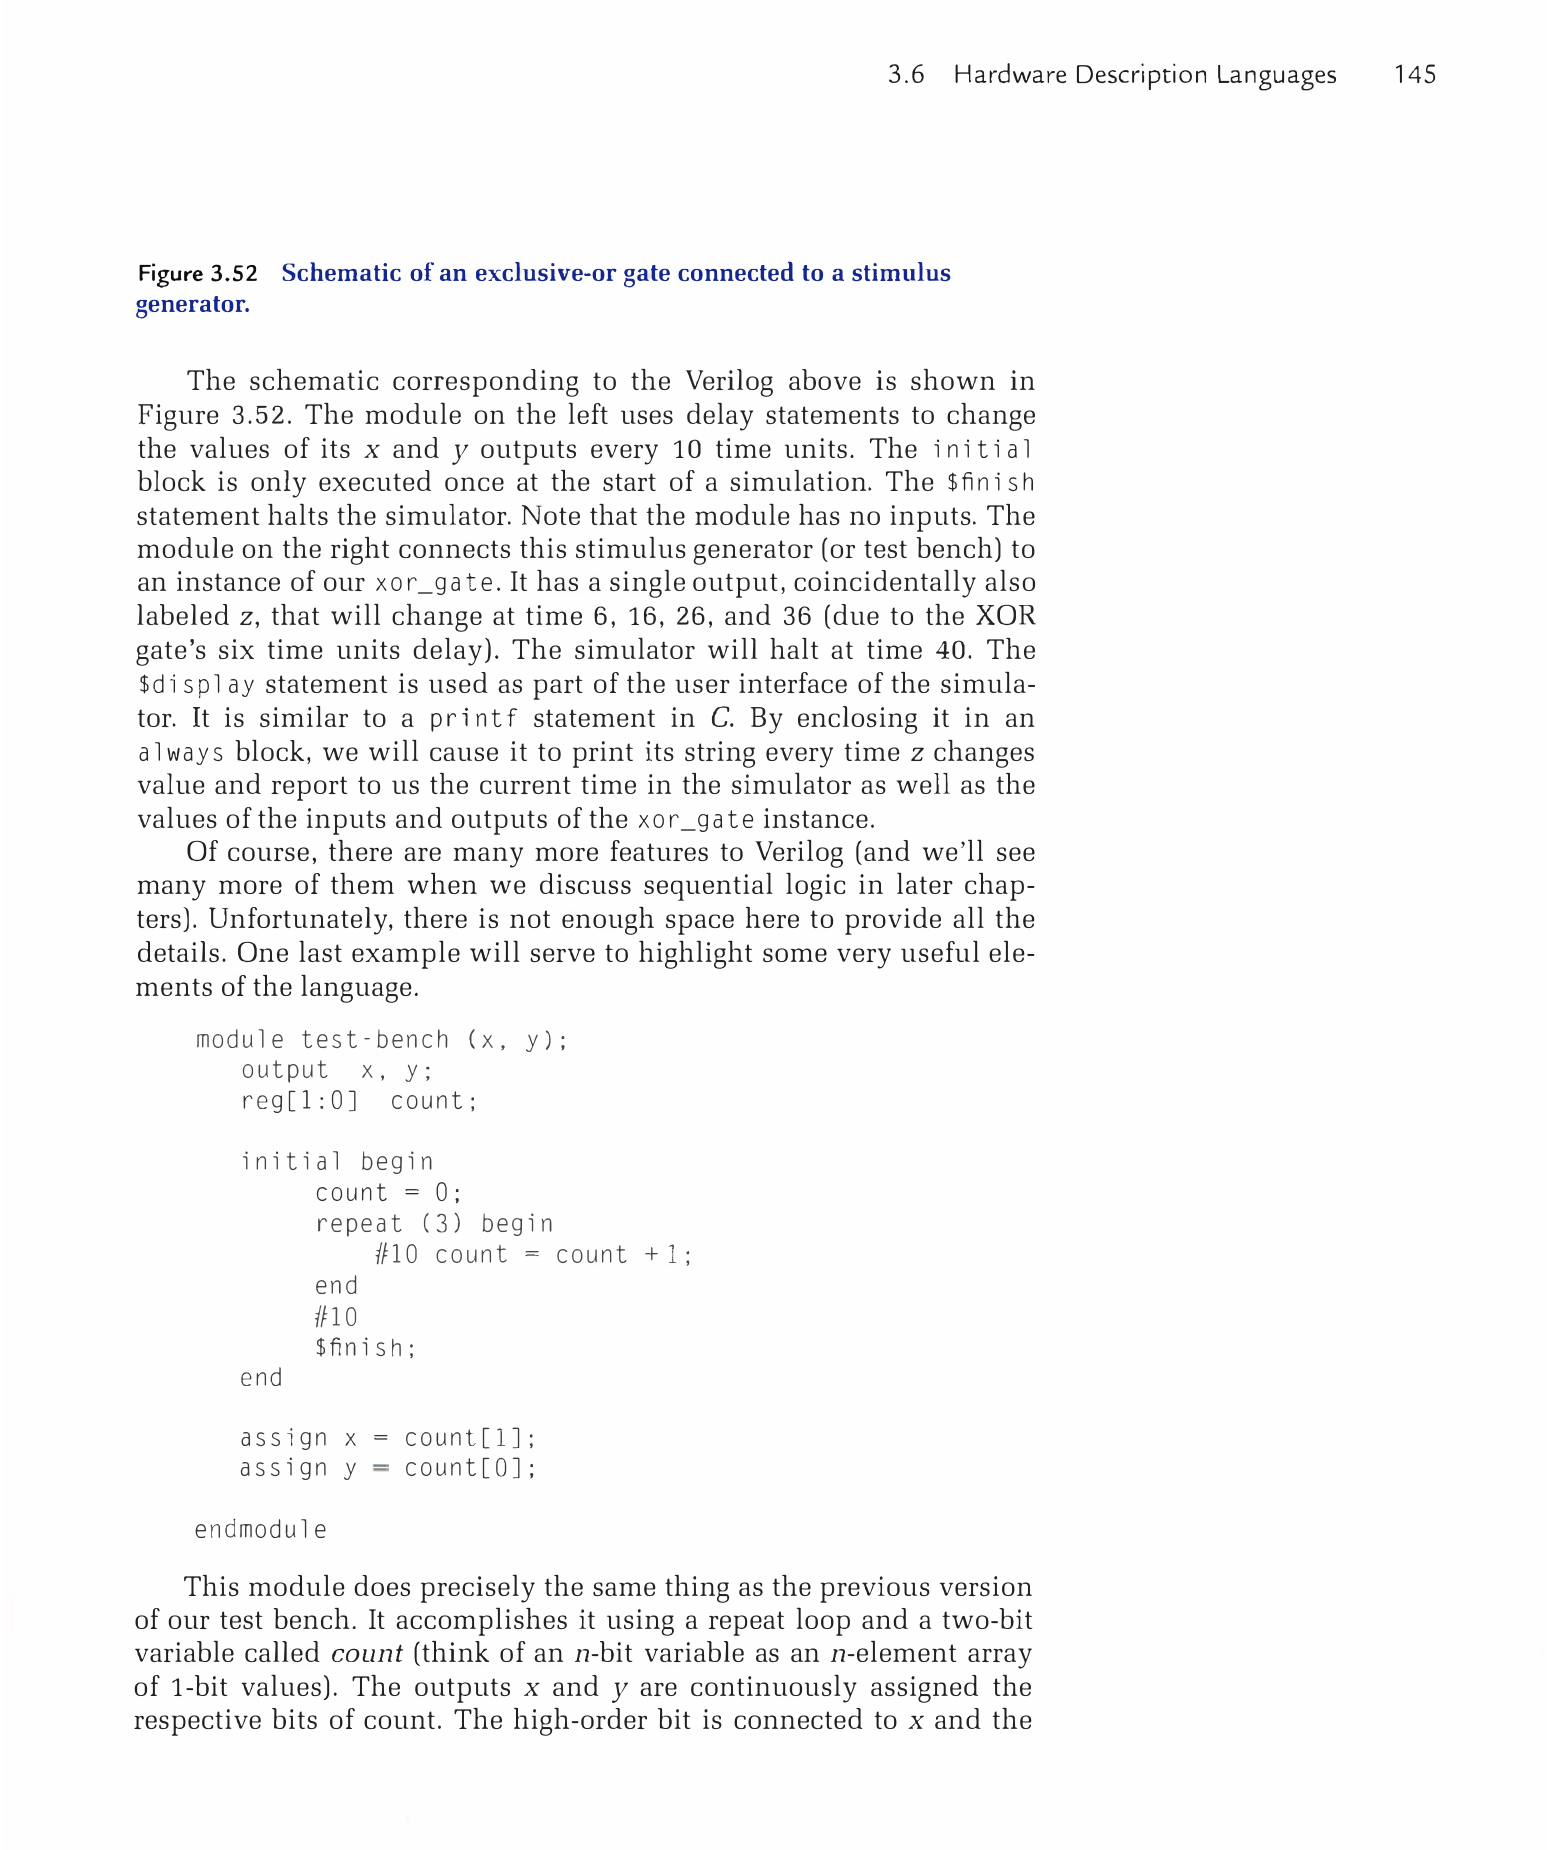 3.6 Hardware Description Languages 145
Figure 3.52 Schematic of an exclusive-or gate connected to a stimulus
generator.
The schematic corresponding to the Verilog above is shown in
Figure 3.52. The module on the left uses delay statements to change
the values of its x and y outputs every 10 time units. The initial
block is only executed once at the start of a simulation. The $finish
statement halts the simulator. Note that the module has no inputs. The
module on the right connects this stimulus generator (or test bench) to
an instance of our xor_gate. It has a single output, coincidentally also
labeled z, that will change at time 6, 16, 26, and 36 (due to the XOR
gate's six time units delay). The simulator will halt at time 40. The
$display statement is used as part of the user interface of the simula-
tor. It is similar to a printf statement in C. By enclosing it in an
always block, we will cause it to print its string every time z changes
value and report to us the current time in the simulator as well as the
values of the inputs and outputs of the xor_gate instance.
Of course, there are many more features to Verilog (and we'll see
many more of them when we discuss sequential logic in later chap-
ters). Unfortunately, there is not enough space here to provide all the
details. One last example will serve to highlight some very useful ele-
ments of the language.
module test-bench (x, y);
output x, y;
reg[1:0] count;
initial begin
count = 0;
repeat (3) begin
#10 count = count +1;
end
#10
$finish;
end
assign x = count[1];
assign y = count[0];
endmodule
This module does precisely the same thing as the previous version
of our test bench. It accomplishes it using a repeat loop and a two-bit
variable called count (think of an n-bit variable as an n-element array
of 1-bit values). The outputs x and y are continuously assigned the
respective bits of count. The high-order bit is connected to x and the